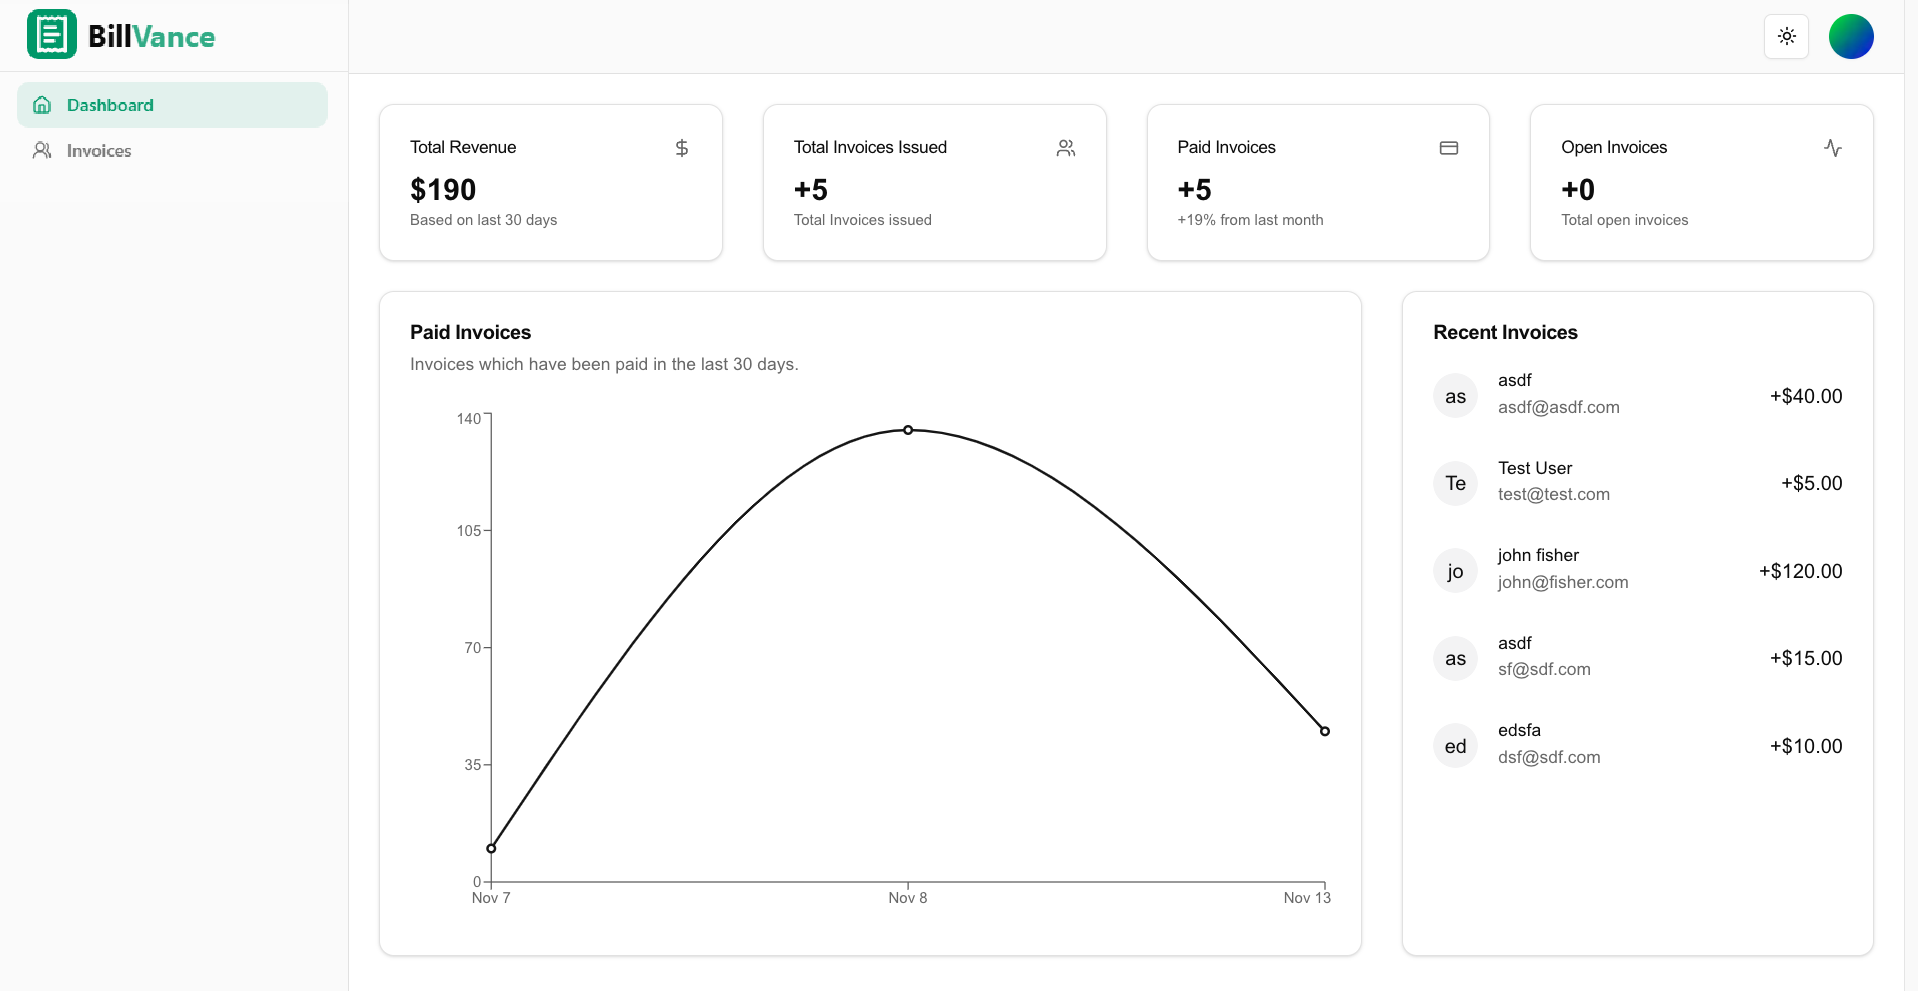 BillVance
Dashboard
Invoices
Total Revenue
$190
Based on last 30 days
Total Invoices Issued
+5
Total Invoices issued
Paid Invoices
+5
+19% from last month
Open Invoices
+0
Total open invoices
Paid Invoices
Invoices which have been paid in the last 30 days.
140
105
70
35
0
Nov 7
Nov 8
Nov 13
Recent Invoices
as
asdf
asdf@asdf.com
+$40.00
Te
Test User
test@test.com
+$5.00
jo
john fisher
john@fisher.com
+$120.00
as
asdf
sf@sdf.com
+$15.00
ed
edsfa
dsf@sdf.com
+$10.00